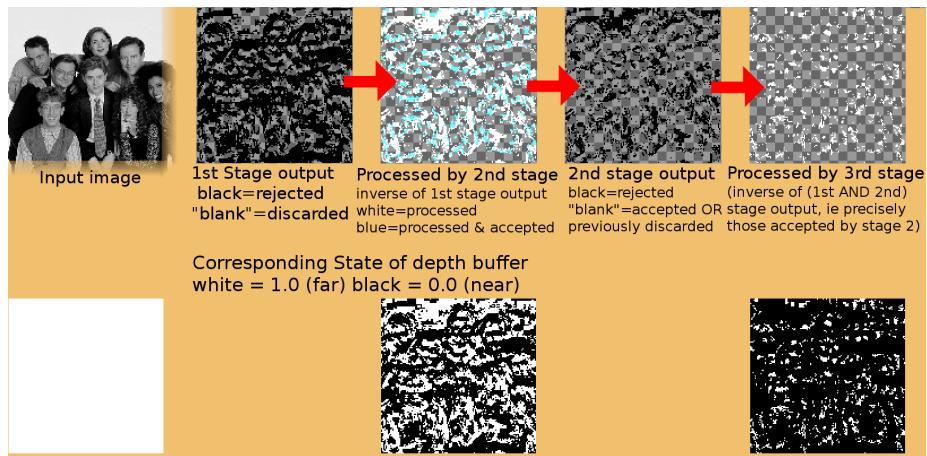 Input image
1st Stage output
black=rejected
"blank"=discarded
Processed by 2nd stage
inverse of 1st stage output
white=processed
blue=processed & accepted
2nd stage output
black=rejected
"blank"=accepted OR
previously discarded
Processed by 3rd stage
(inverse of (1st AND 2nd)
stage output, ie precisely
those accepted by stage 2)
Corresponding State of depth buffer
white = 1.0 (far) black = 0.0 (near)